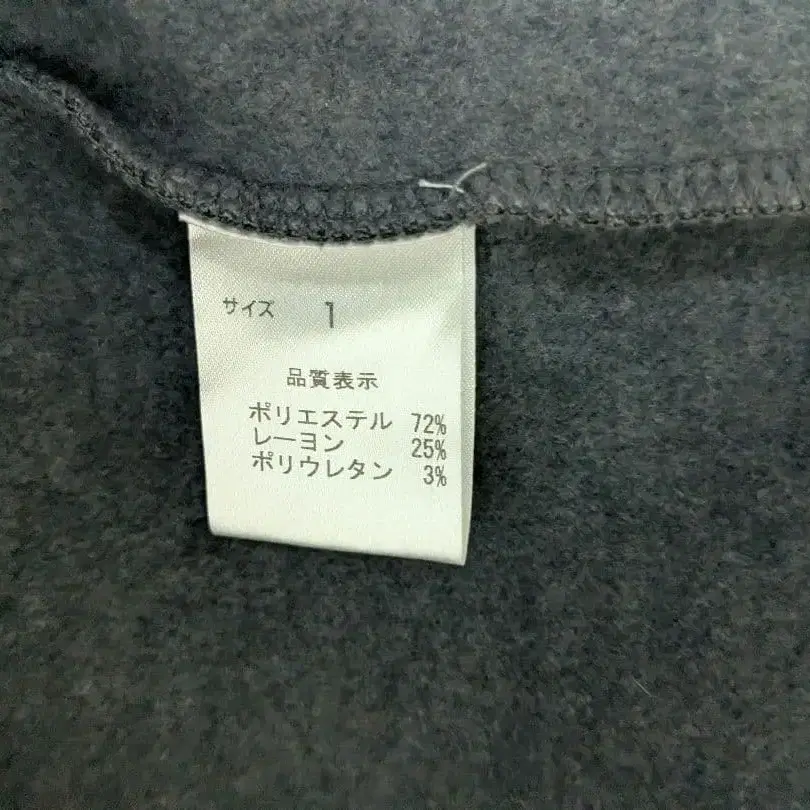 サイズ 1
品質表示
ポリエステル 72%
レーヨン 25%
ポリウレタン 3%